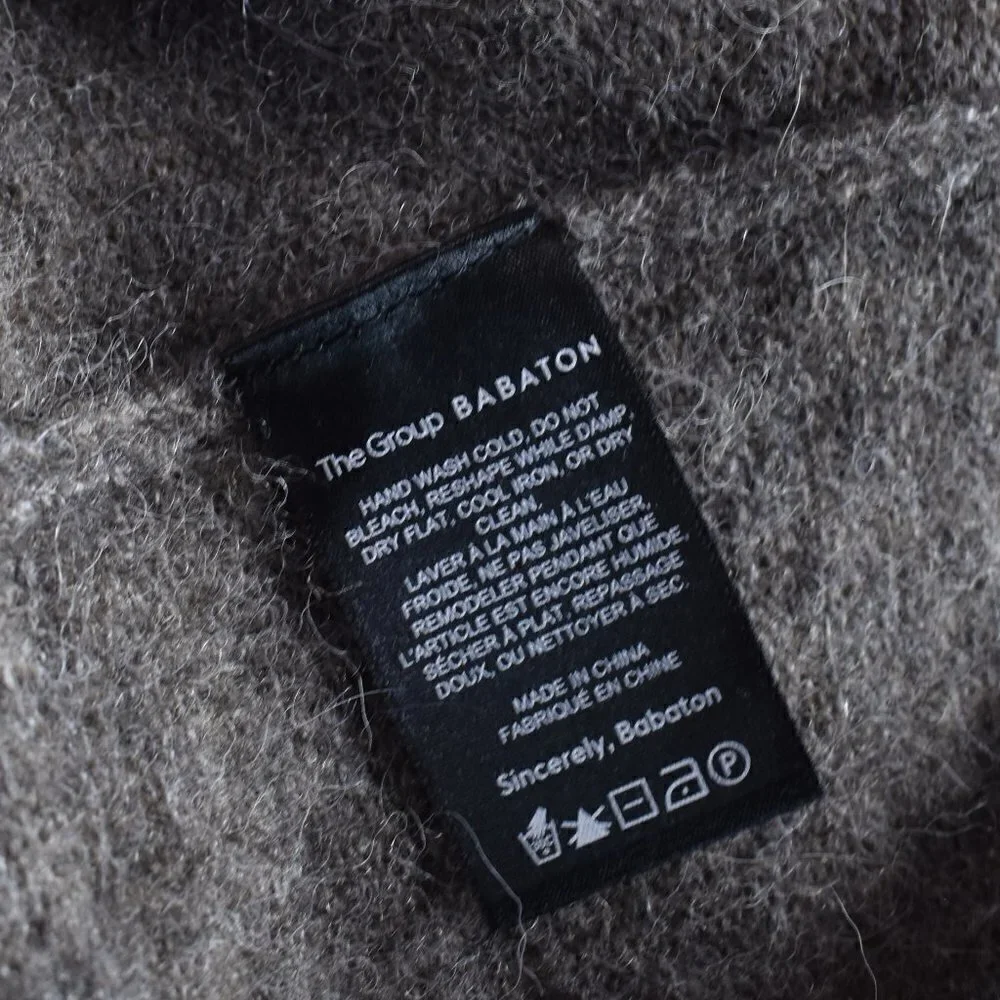 The Group BABATON
HAND WASH COLD, DO NOT
BLEACH, RESHAPE WHILE DAMP,
DRY FLAT, COOL IRON, OR DRY
CLEAN.
LAVER À LA MAIN À L'EAU
FROIDE. NE PAS JAVELISER.
REMODELER PENDANT QUE
L'ARTICLE EST ENCORE HUMIDE.
SÉCHER À PLAT. REPASSAGE
DOUX, OU NETTOYER À SEC.
MADE IN CHINA
FABRIQUÉ EN CHINE
Sincerely, Babaton
P